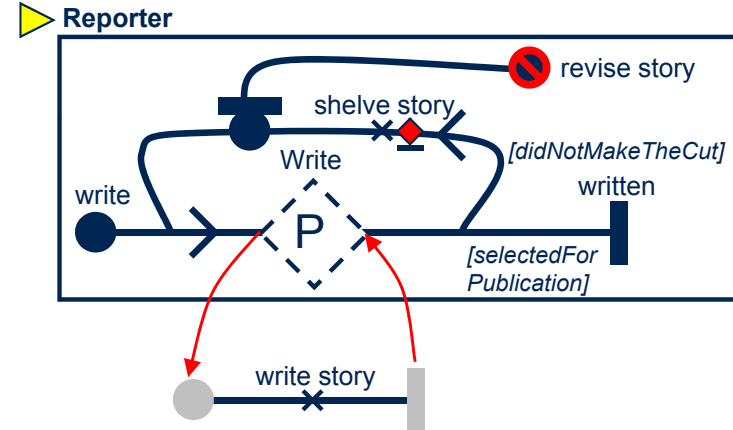 Reporter
revise story
shelve story
[didNotMakeTheCut]
Write
write
written
P
[selectedFor
Publication]
write story